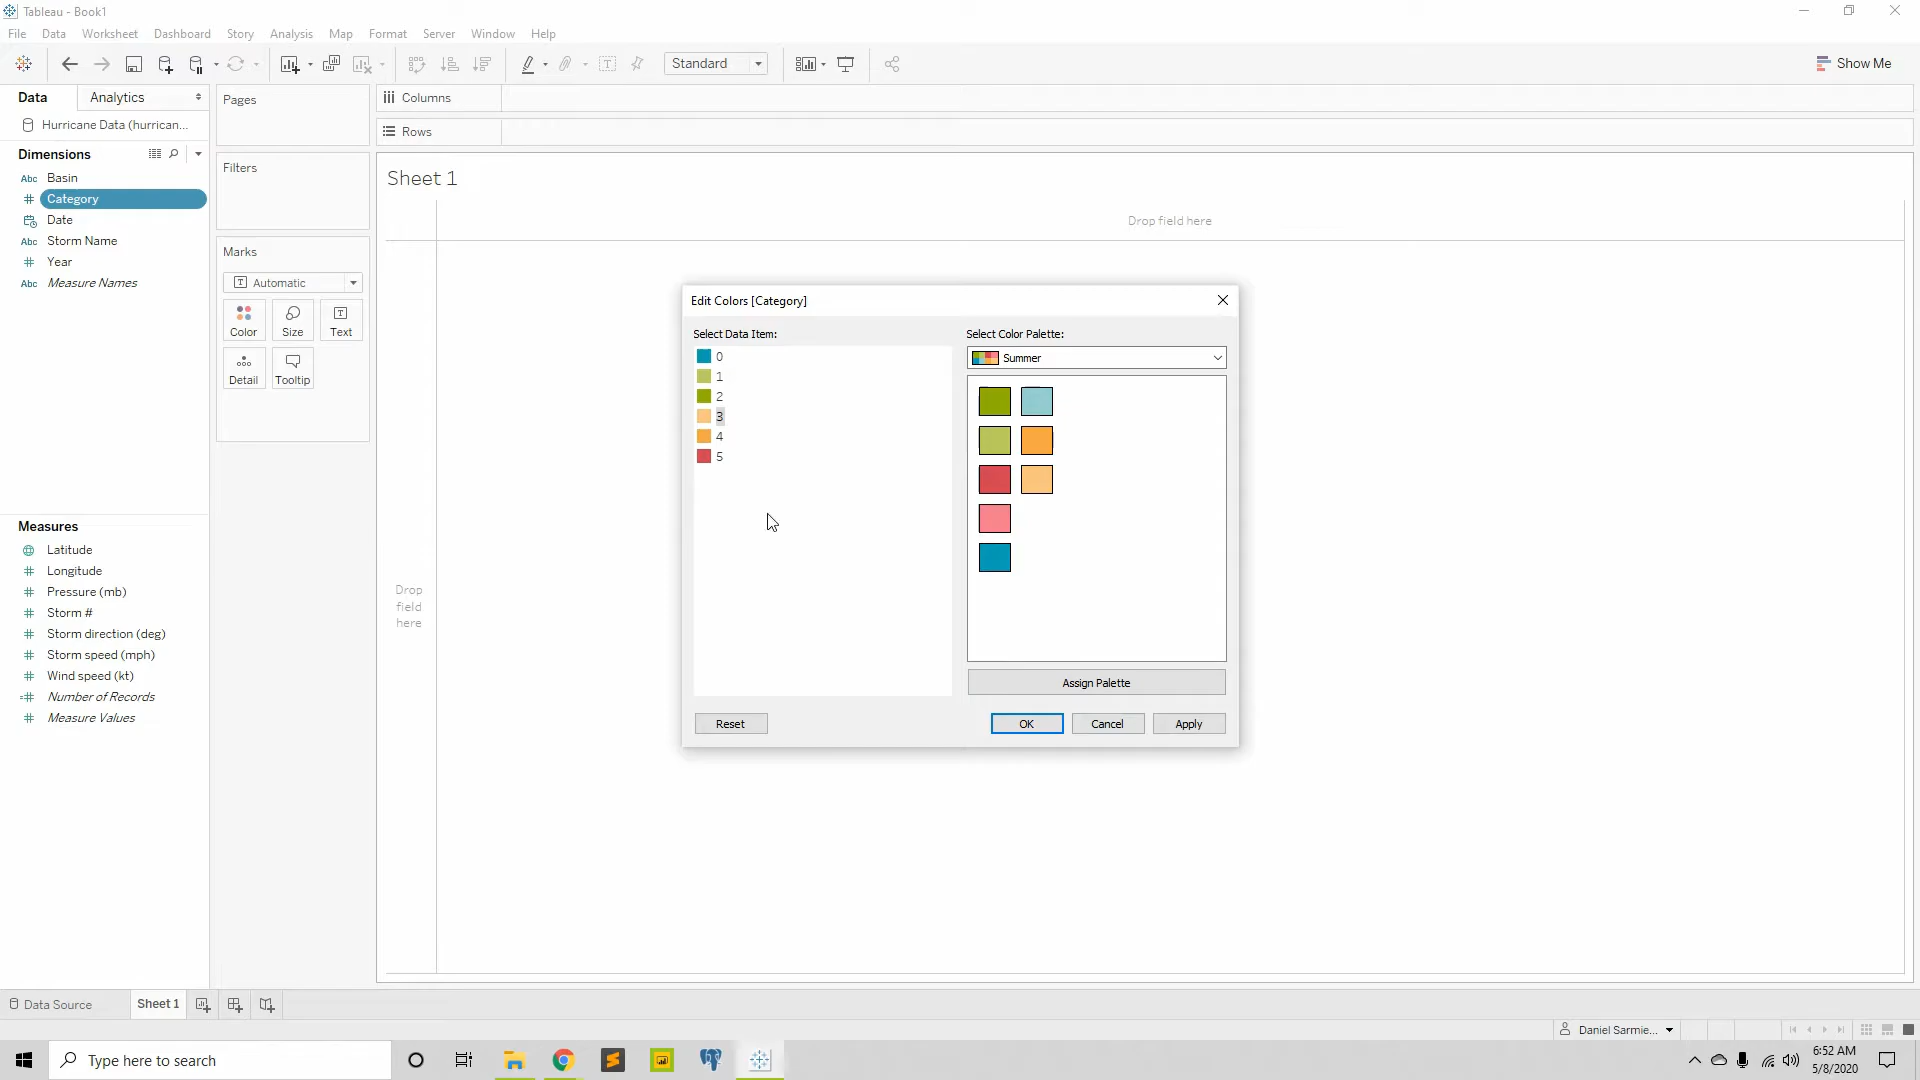 Tableau - Book1
File Data Worksheet Dashboard Story Analysis Map Format Server Window Help
Standard
Show Me
Data
Analytics
Hurricane Data (hurrican...
Dimensions
Abc Basin
# Category
Date
Abc Storm Name
# Year
Abc Measure Names
Measures
Latitude
# Longitude
# Pressure (mb)
# Storm #
# Storm direction (deg)
# Storm speed (mph)
# Wind speed (kt)
=# Number of Records
# Measure Values
Pages
Filters
Marks
T Automatic
Color Size Text
Detail Tooltip
Columns
Rows
Sheet 1
Drop field here
Drop
field
here
Edit Colors [Category]
Select Data Item:
0
1
2
3
4
5
Select Color Palette:
Summer
Assign Palette
Reset
OK
Cancel
Apply
Data Source
Sheet 1
Daniel Sarmie...
Type here to search
6:52 AM
5/8/2020